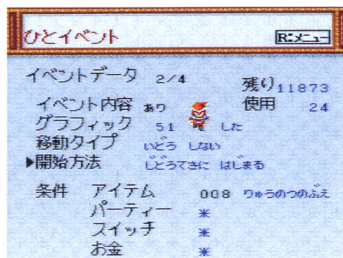 ひとイベント R:メニュー
イベントデータ 2/4
残り 11873
イベント内容 あり 使用 24
グラフィック 51 した
移動タイプ いどう しない
▶開始方法 じどうてきに はじまる
条件 アイテム 008 りゅうのつのぶえ
パーティー *
スイッチ *
お金 *